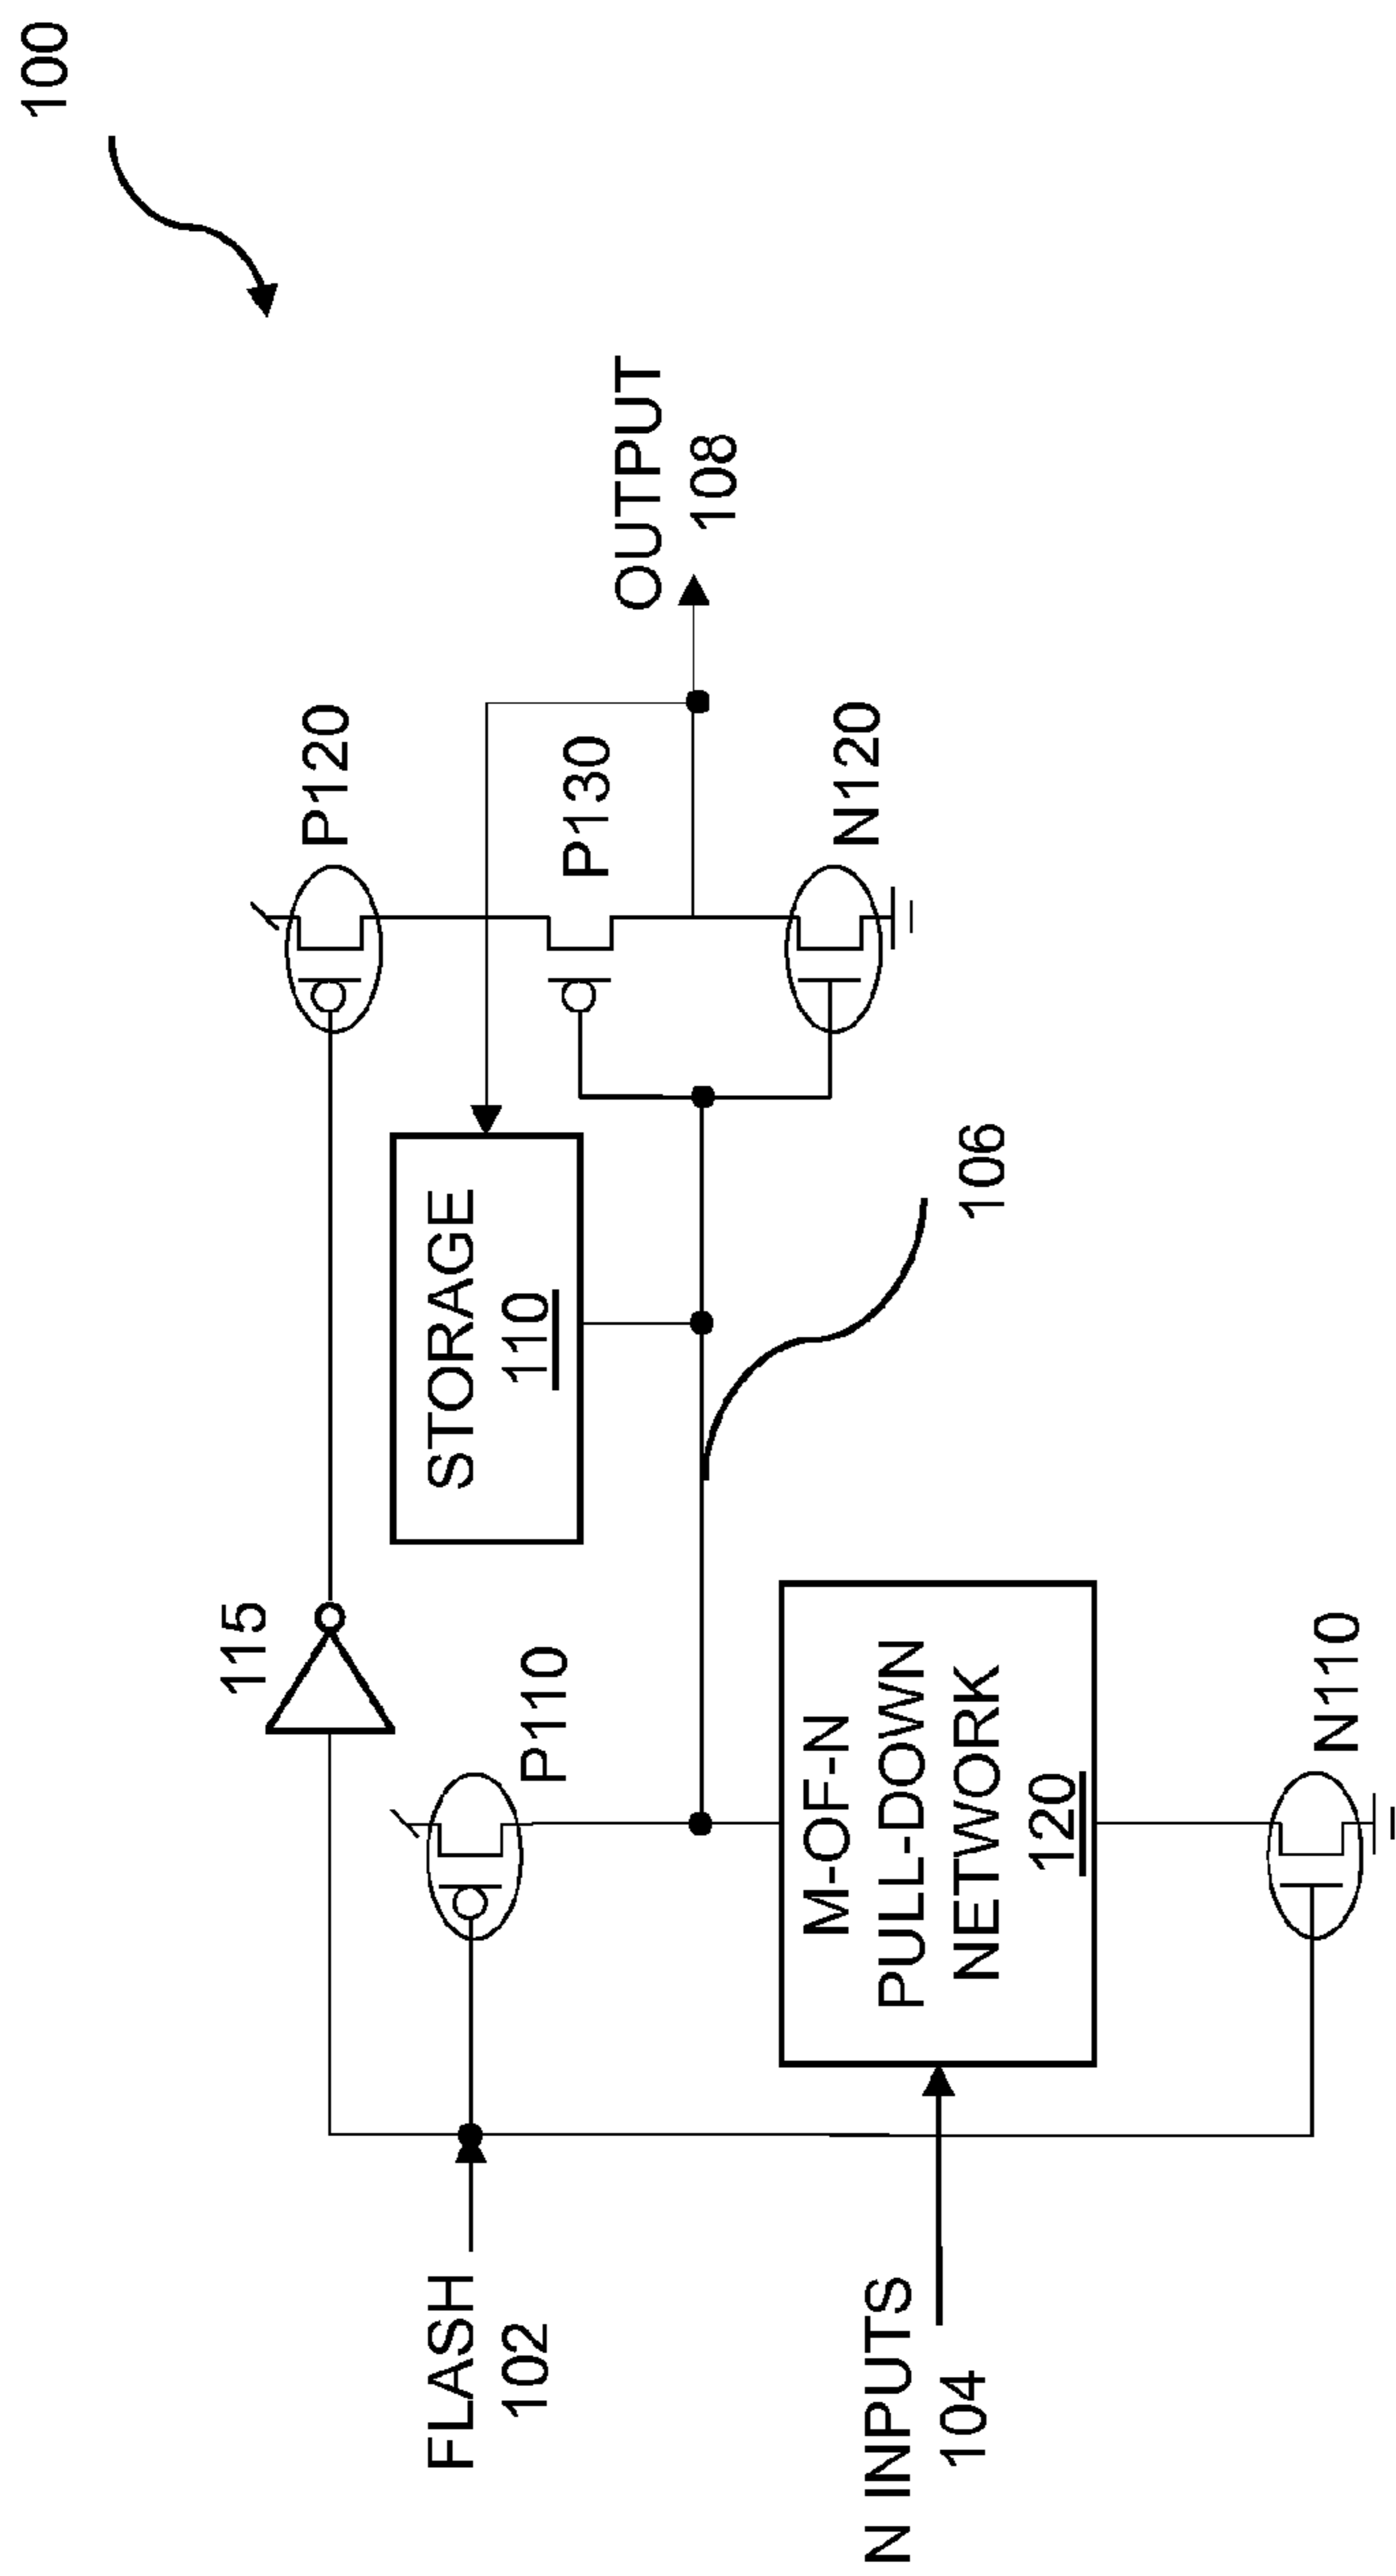 100
115
P120
STORAGE
110
P110
P130
FLASH
102
OUTPUT
108
106
M-OF-N
PULL-DOWN
NETWORK
120
N120
N INPUTS
104
N110